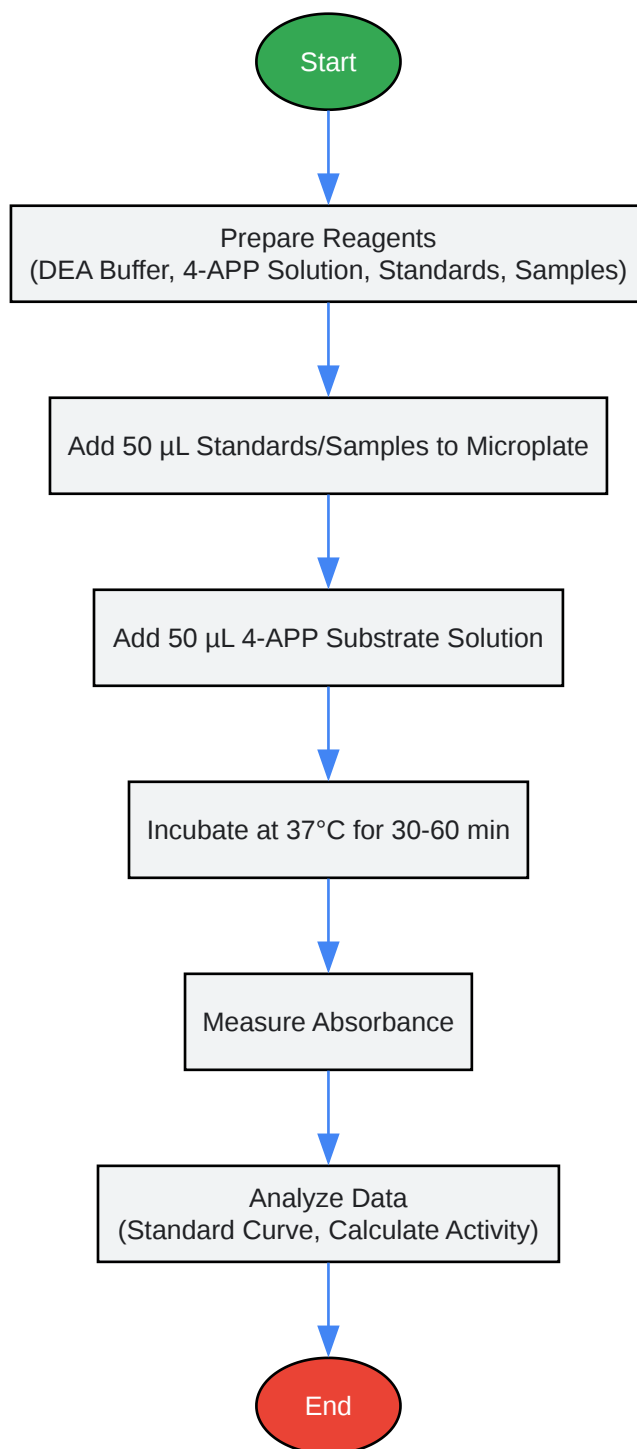 Start
Prepare Reagents
(DEA Buffer, 4-APP Solution, Standards, Samples)
Add 50 µL Standards/Samples to Microplate
Add 50 µL 4-APP Substrate Solution
Incubate at 37°C for 30-60 min
Measure Absorbance
Analyze Data
(Standard Curve, Calculate Activity)
End